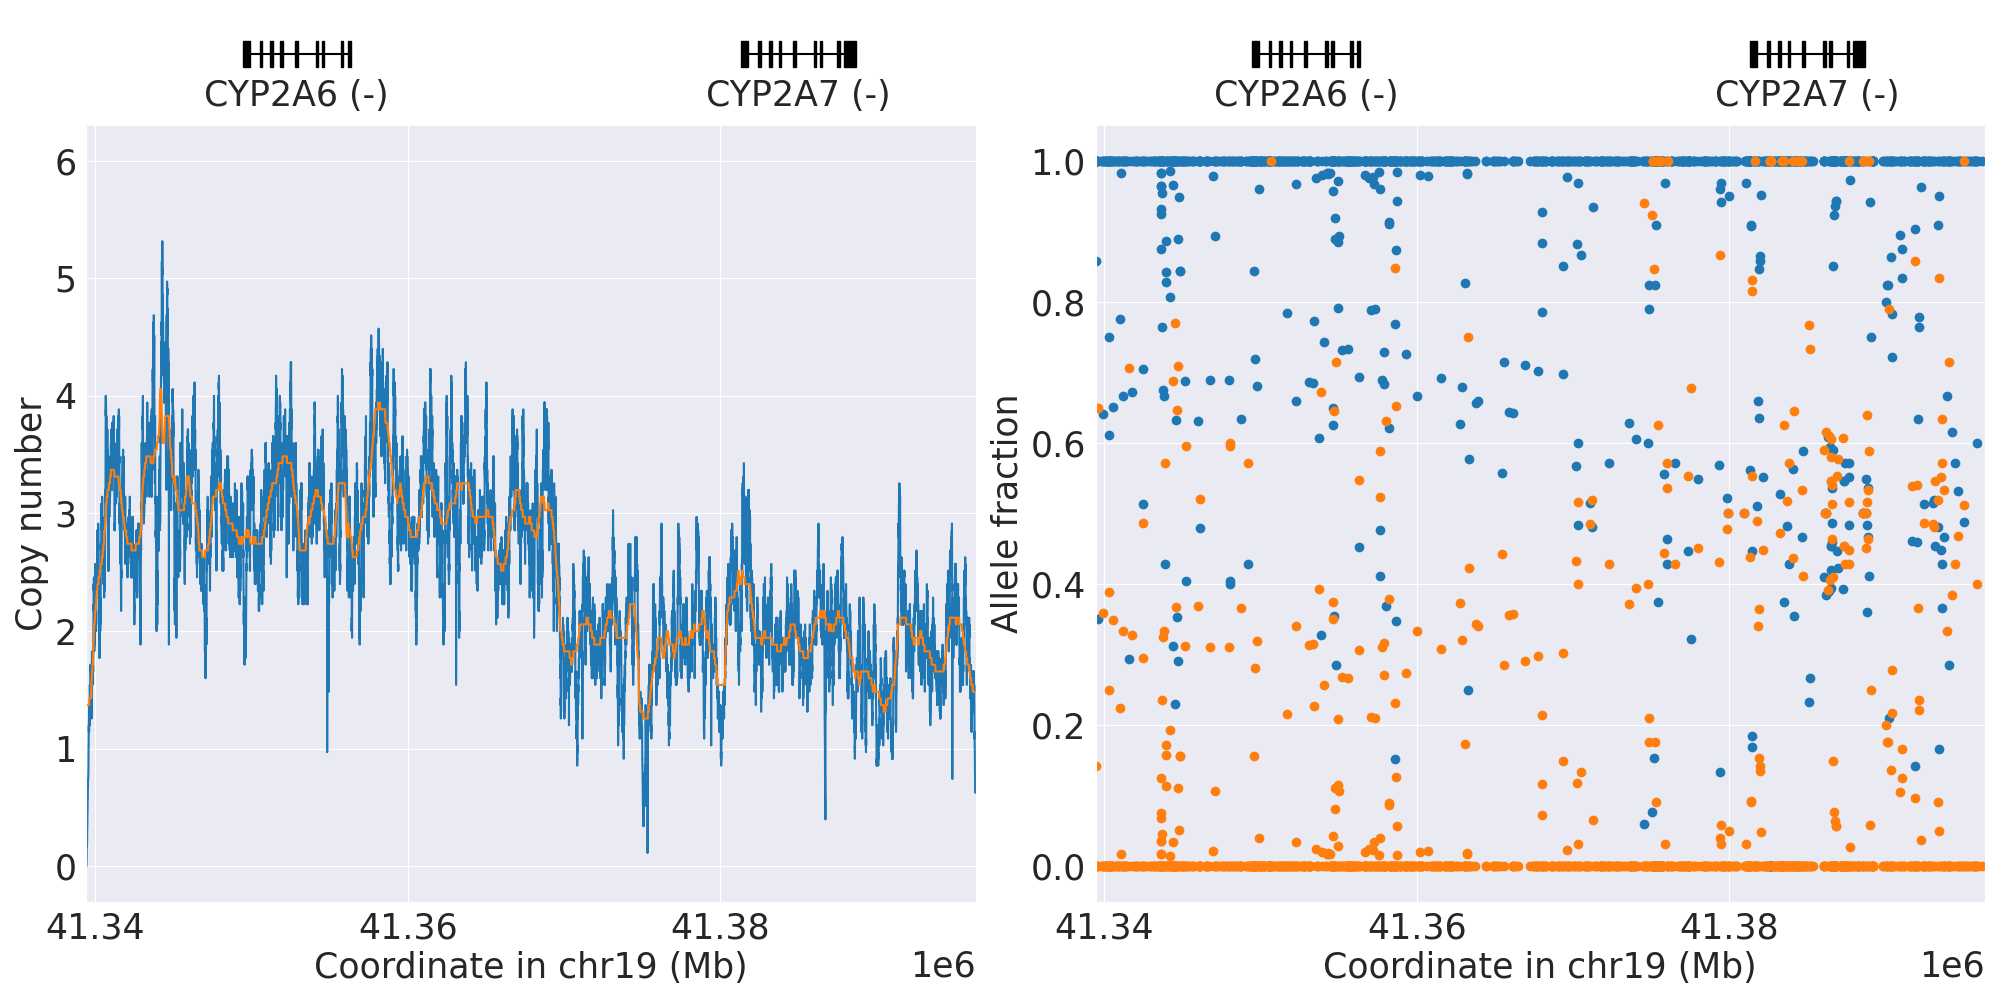 CYP2A6 (-)
CYP2A7 (-)
6
5
4
3
2
1
0
Copy number
41.34
41.36
41.38
Coordinate in chr19 (Mb)
1e6
CYP2A6 (-)
CYP2A7 (-)
1.0
0.8
0.6
0.4
0.2
0.0
Allele fraction
41.34
41.36
41.38
Coordinate in chr19 (Mb)
1e6